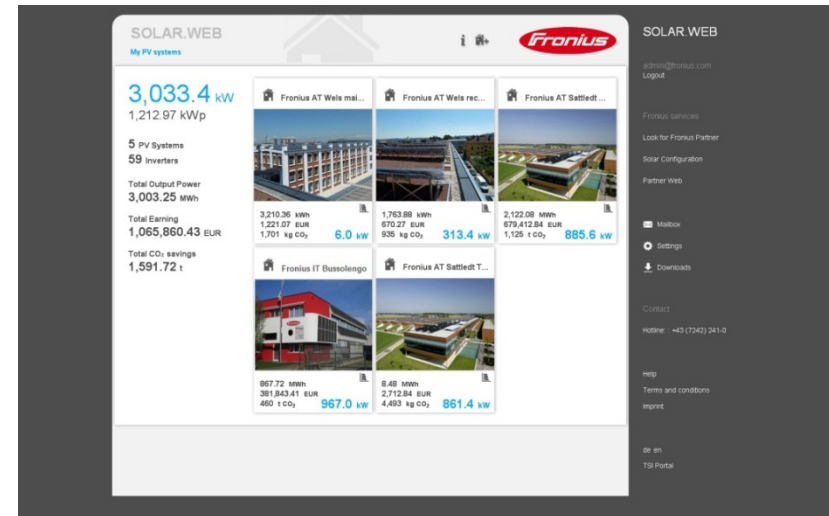 SOLAR.WEB
My PV systems
Fronius
3,033.4 kW
1,212.97 kWp
5 PV Systems
59 Inverters
Total Output Power
3,003.25 MWh
Total Earning
1,065,860.43 EUR
Total CO₂ savings
1,591.72 t
Fronius AT Wels mai...
3,210.36 kWh
1,221.07 EUR
1,701 kg CO₂
6.0 kW
Fronius AT Wels rec...
1,763.88 kWh
670.27 EUR
935 kg CO₂
313.4 kW
Fronius AT Sattledt ...
2,122.08 MWh
679,412.84 EUR
1,125 t CO₂
885.6 kW
Fronius IT Bussolengo
867.72 MWh
381,843.41 EUR
460 t CO₂
967.0 kW
Fronius AT Sattledt T...
8.48 MWh
2,712.84 EUR
4,493 kg CO₂
861.4 kW
SOLAR.WEB
admin@fronius.com
Logout
Fronius services
Look for Fronius Partner
Solar Configuration
Partner Web
Mailbox
Settings
Downloads
Contact
Hotline: : +43 (7242) 241-0
Help
Terms and conditions
Imprint
de en
TSI Portal